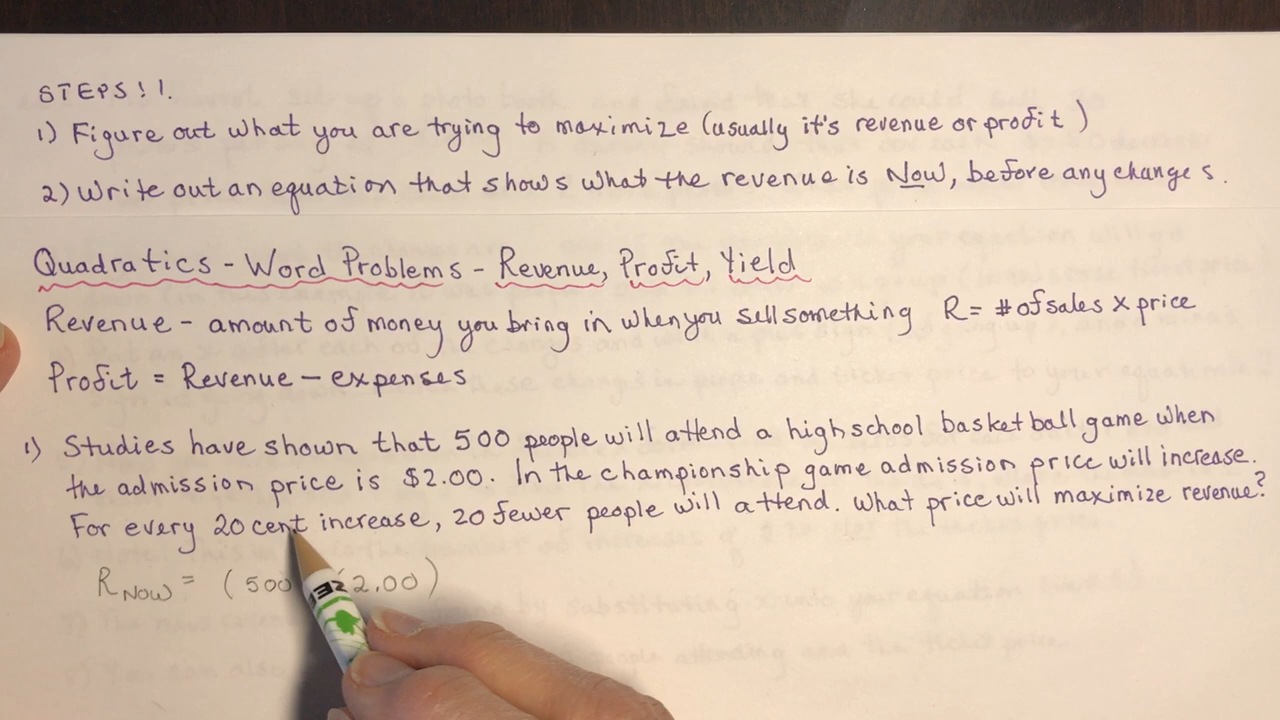 STEPS!!.
1) Figure out what you are trying to maximize (usually it's revenue or profit)
2) Write out an equation that shows what the revenue is Now, before any changes.
Quadratics - Word Problems - Revenue, Profit, Yield
Revenue - amount of money you bring in when you sell something R = # of sales x price
Profit = Revenue - expenses
1) Studies have shown that 500 people will attend a high school basketball game when
the admission price is $2.00. In the championship game admission price will increase.
For every 20 cent increase, 20 fewer people will attend. What price will maximize revenue?
R NOW = (500 (2.00)